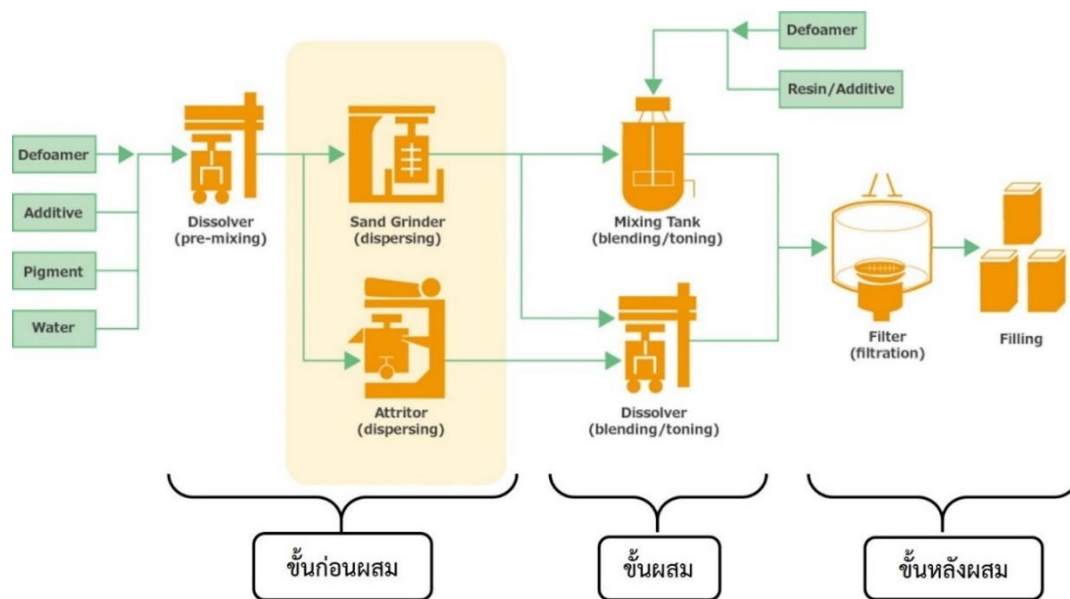 Defoamer
Additive
Pigment
Water
Dissolver
(pre-mixing)
Sand Grinder
(dispersing)
Attritor
(dispersing)
Defoamer
Resin/Additive
Mixing Tank
(blending/toning)
Dissolver
(blending/toning)
Filter
(filtration)
Filling
ขั้นก่อนผสม
ขั้นผสม
ขั้นหลังผสม